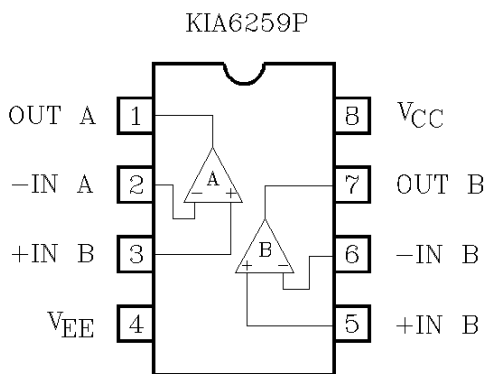 KIA6259P
OUT A 1 8 VCC
-IN A 2 A - + 7 OUT B
+IN B 3 B + - 6 -IN B
VEE 4 5 +IN B